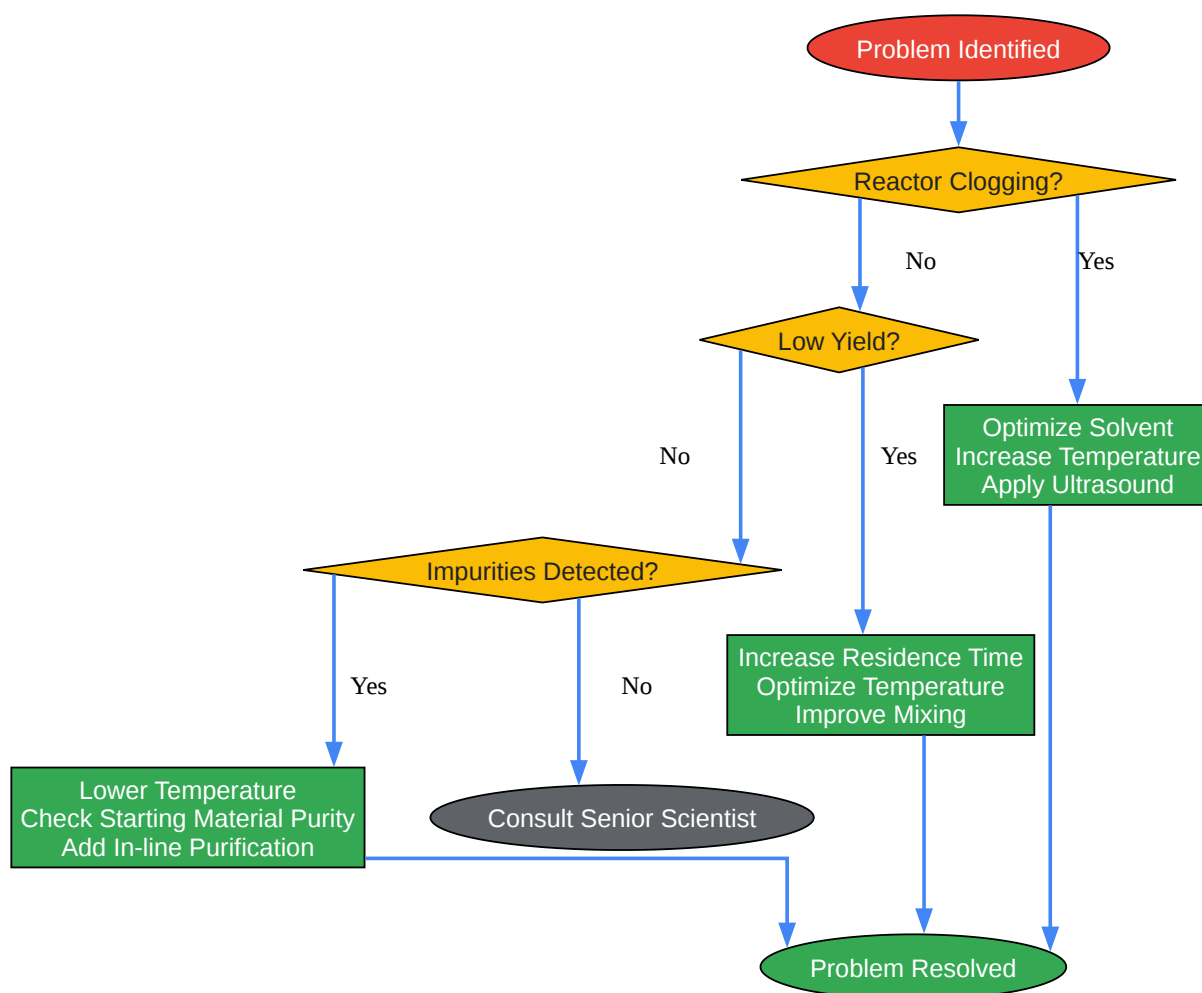 Problem Identified
Reactor Clogging?
No
Yes
Low Yield?
Optimize Solvent
Increase Temperature
Apply Ultrasound
No
Yes
Impurities Detected?
Increase Residence Time
Optimize Temperature
Improve Mixing
Yes
No
Lower Temperature
Check Starting Material Purity
Add In-line Purification
Consult Senior Scientist
Problem Resolved